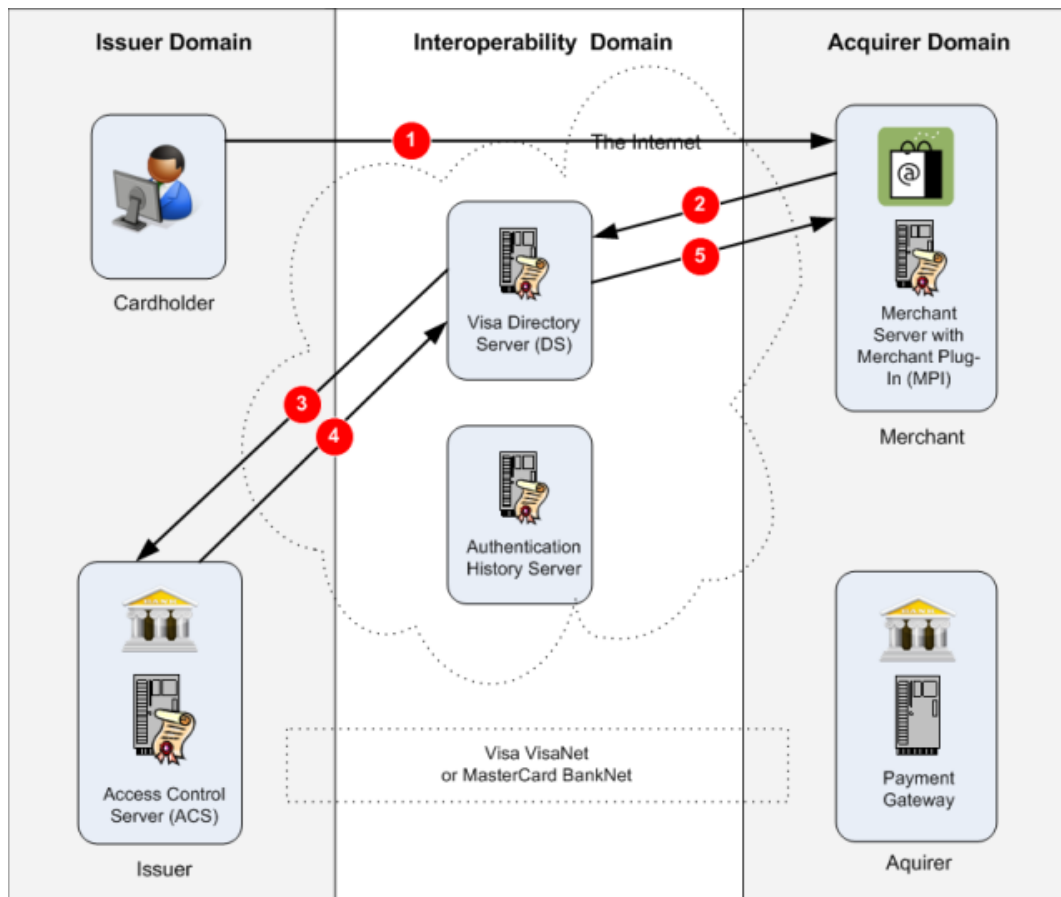 Issuer Domain
Interoperability Domain
Acquirer Domain
1
The Internet
@
2
5
Cardholder
Visa Directory
Server (DS)
Merchant
Server with
Merchant Plug-
In (MPI)
3
4
Merchant
Authentication
History Server
BANK
BANK
Visa VisaNet
or MasterCard BankNet
Access Control
Server (ACS)
Payment
Gateway
Issuer
Aquirer